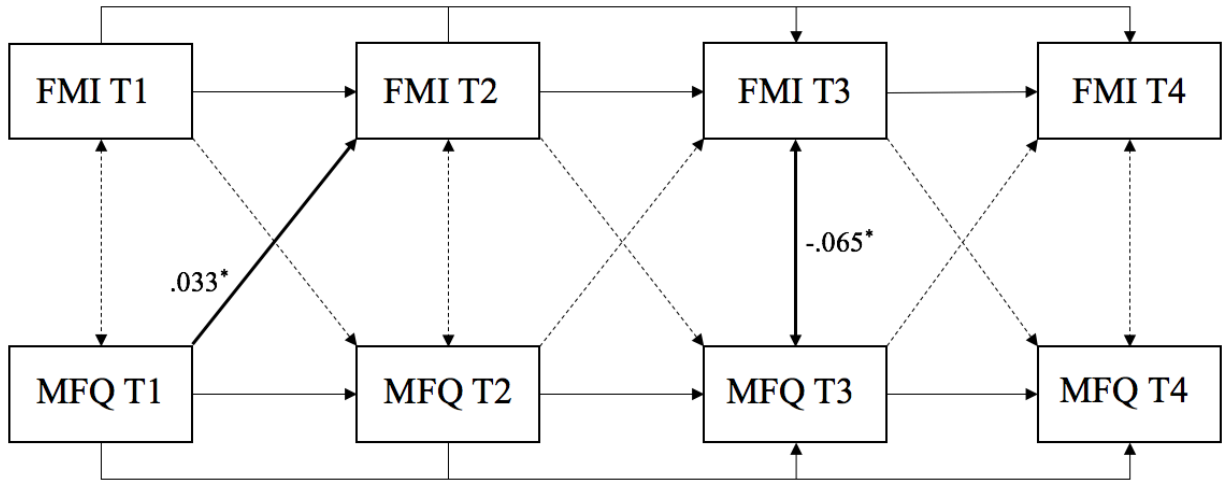 FMI T1
FMI T2
FMI T3
FMI T4
.033*
-.065*
MFQ T1
MFQ T2
MFQ T3
MFQ T4